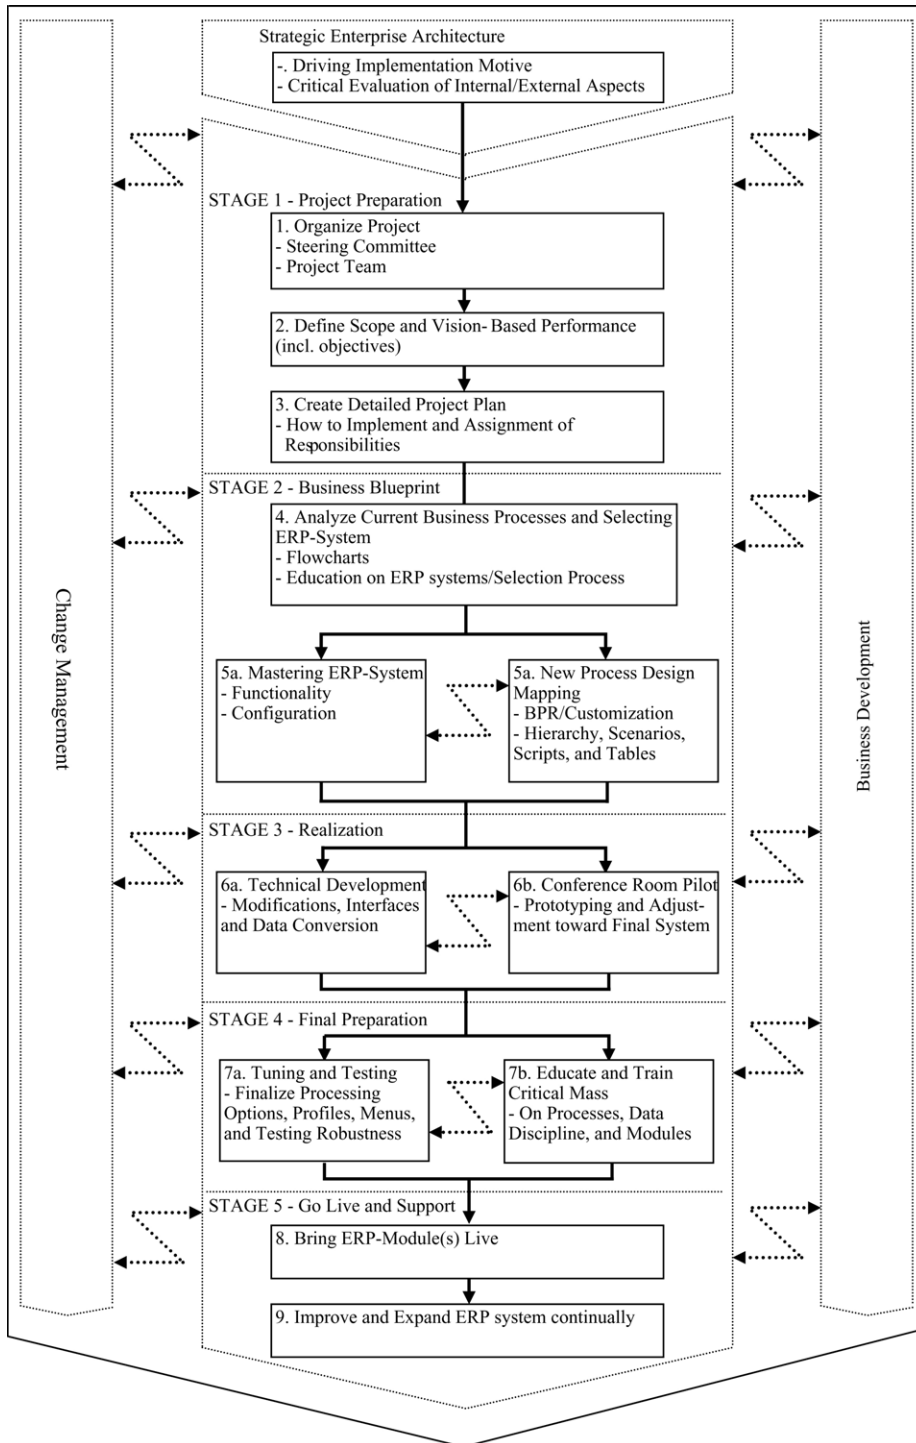 Strategic Enterprise Architecture
-. Driving Implementation Motive
- Critical Evaluation of Internal/External Aspects
STAGE 1 - Project Preparation
1. Organize Project
- Steering Committee
- Project Team
2. Define Scope and Vision- Based Performance
(incl. objectives)
3. Create Detailed Project Plan
- How to Implement and Assignment of
Responsibilities
STAGE 2 - Business Blueprint
4. Analyze Current Business Processes and Selecting
ERP-System
- Flowcharts
- Education on ERP systems/Selection Process
5a. Mastering ERP-System
- Functionality
- Configuration
5a. New Process Design
Mapping
- BPR/Customization
- Hierarchy, Scenarios,
Scripts, and Tables
STAGE 3 - Realization
6a. Technical Development
- Modifications, Interfaces
and Data Conversion
6b. Conference Room Pilot
- Prototyping and Adjust-
ment toward Final System
STAGE 4 - Final Preparation
7a. Tuning and Testing
- Finalize Processing
Options, Profiles, Menus,
and Testing Robustness
7b. Educate and Train
Critical Mass
- On Processes, Data
Discipline, and Modules
STAGE 5 - Go Live and Support
8. Bring ERP-Module(s) Live
9. Improve and Expand ERP system continually
Change Management
Business Development